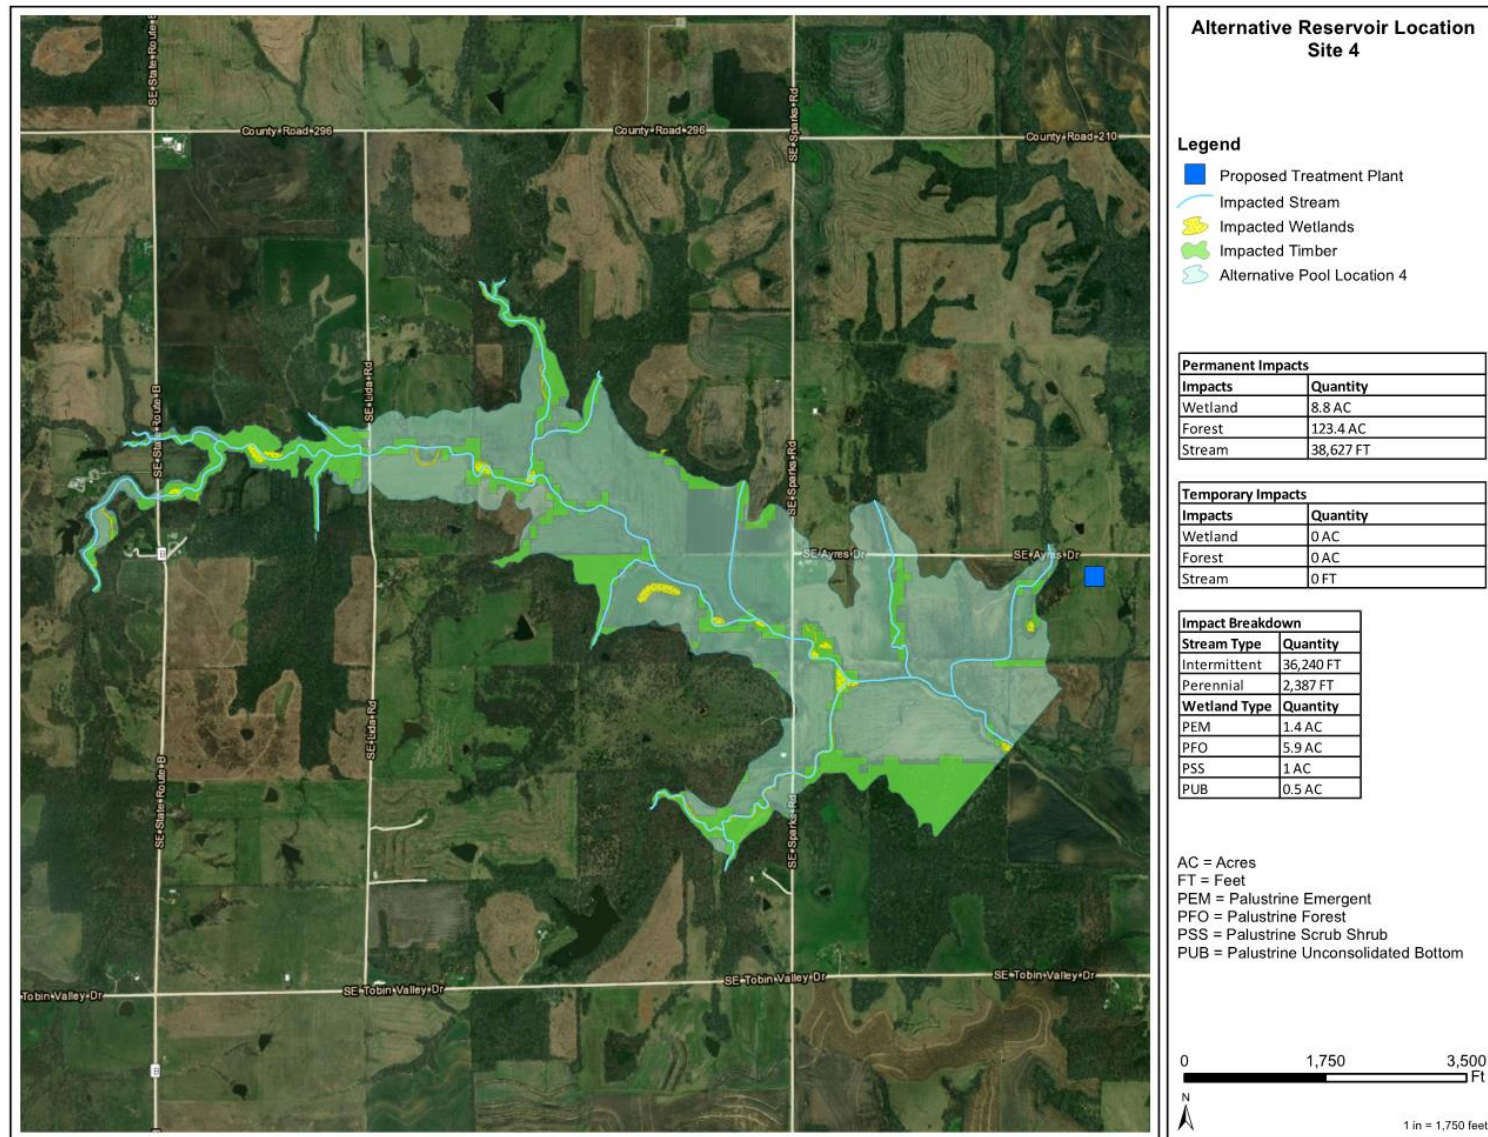 Alternative Reservoir Location
Site 4
Legend
Proposed Treatment Plant
Impacted Stream
Impacted Wetlands
Impacted Timber
Alternative Pool Location 4
Permanent Impacts
Impacts Quantity
Wetland 8.8 AC
Forest 123.4 AC
Stream 38,627 FT
Temporary Impacts
Impacts Quantity
Wetland 0 AC
Forest 0 AC
Stream 0 FT
Impact Breakdown
Stream Type Quantity
Intermittent 36,240 FT
Perennial 2,387 FT
Wetland Type Quantity
PEM 1.4 AC
PFO 5.9 AC
PSS 1 AC
PUB 0.5 AC
AC = Acres
FT = Feet
PEM = Palustrine Emergent
PFO = Palustrine Forest
PSS = Palustrine Scrub Shrub
PUB = Palustrine Unconsolidated Bottom
0 1,750 3,500
Ft
N
1 in = 1,750 feet
SE State Route B
County Road 296
County Road 296
SE Sparks Rd
County Road 210
SE State Route B
SE Lida Rd
SE Sparks Rd
B
SE Ayres Dr
SE Ayres Dr
SE State Route B
SE Lida Rd
SE Sparks Rd
Tobin Valley Dr
SE Tobin Valley Dr
SE Tobin Valley Dr
SE Tobin Valley Dr
B